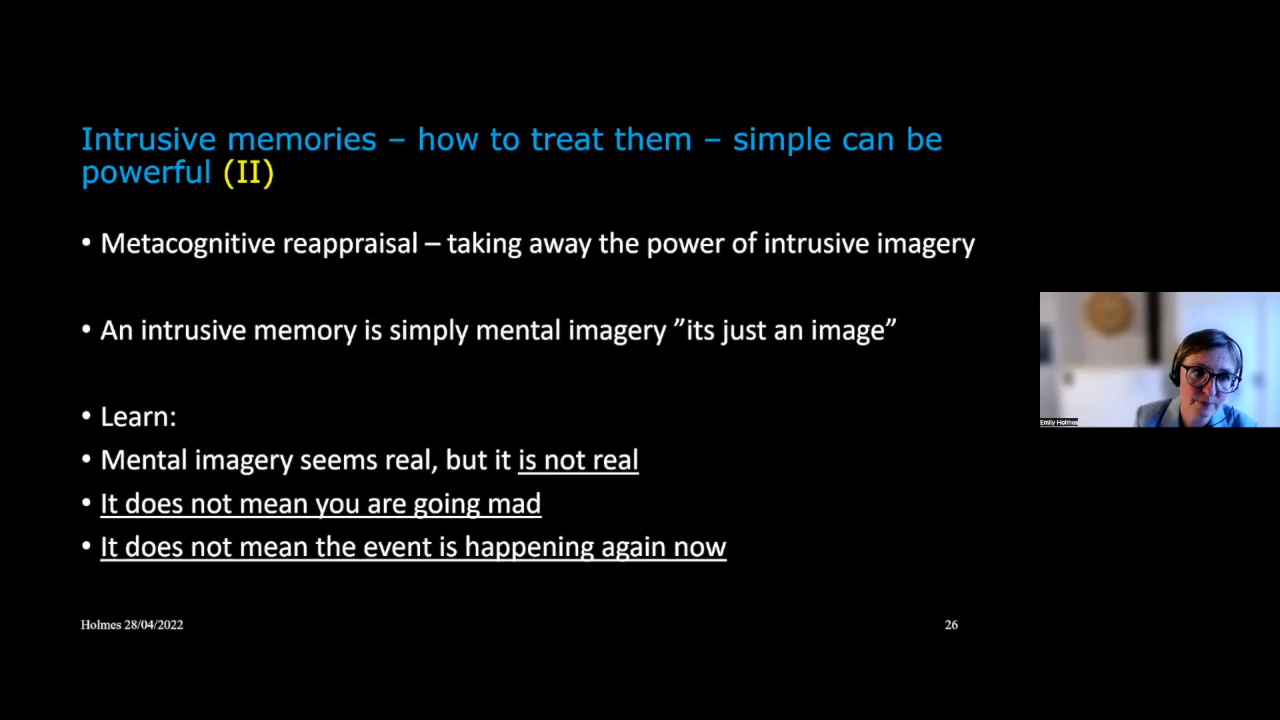 Intrusive memories – how to treat them – simple can be
powerful (II)
• Metacognitive reappraisal – taking away the power of intrusive imagery
• An intrusive memory is simply mental imagery ”its just an image”
• Learn:
• Mental imagery seems real, but it is not real
• It does not mean you are going mad
• It does not mean the event is happening again now
Emily Holmes
Holmes 28/04/2022
26